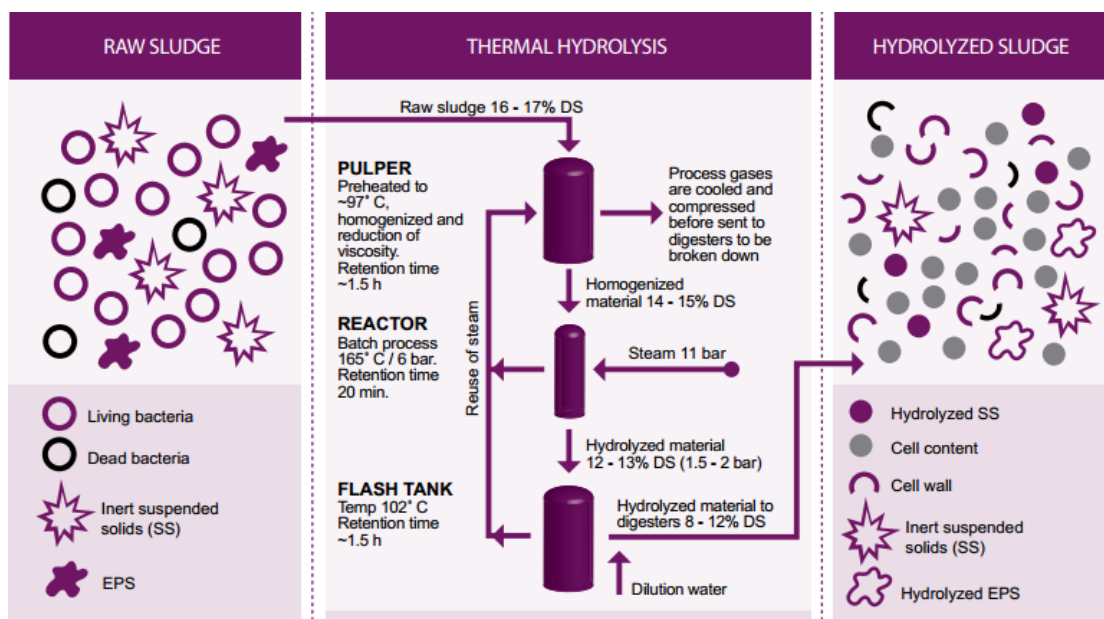 RAW SLUDGE
Living bacteria
Dead bacteria
Inert suspended
solids (SS)
EPS
THERMAL HYDROLYSIS
Raw sludge 16 - 17% DS
PULPER
Preheated to
~97˚ C,
homogenized and
reduction of
viscosity.
Retention time
~1.5 h
Process gases
are cooled and
compressed
before sent to
digesters to be
broken down
Homogenized
material 14 - 15% DS
REACTOR
Batch process
165˚ C / 6 bar.
Retention time
20 min.
Reuse of steam
Steam 11 bar
Hydrolyzed material
12 - 13% DS (1.5 - 2 bar)
FLASH TANK
Temp 102˚ C
Retention time
~1.5 h
Hydrolyzed material to
digesters 8 - 12% DS
Dilution water
HYDROLYZED SLUDGE
Hydrolyzed SS
Cell content
Cell wall
Inert suspended
solids (SS)
Hydrolyzed EPS